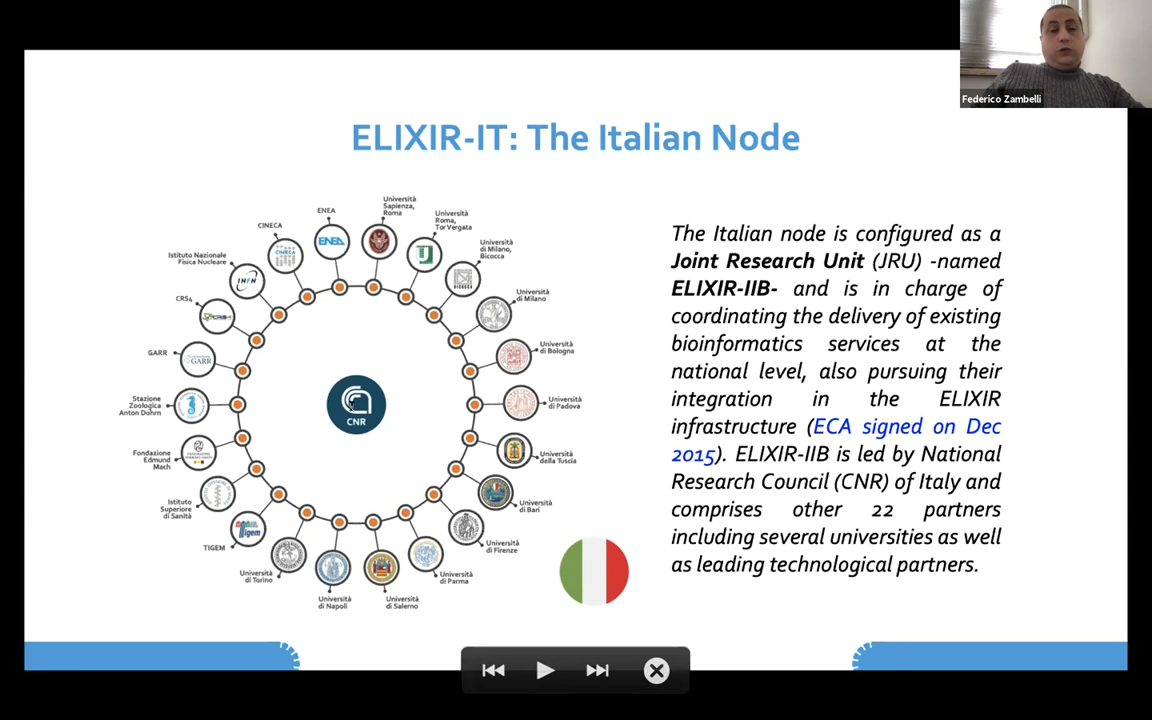 Federico Zambelli
ELIXIR-IT: The Italian Node
ENEA
Università
Sapienza,
Roma
Università
Roma,
Tor Vergata
Università
di Milano,
Bicocca
Università
di Milano
Università
di Bologna
Università
di Padova
Università
della Tuscia
Università
di Bari
Università
di Firenze
Università
di Parma
Università
di Salerno
Università
di Napoli
Università
di Torino
TIGEM
Istituto
Superiore
di Sanità
Fondazione
Edmund
Mach
Stazione
Zoologica
Anton Dohrn
GARR
CRS4
Istituto Nazionale
Fisica Nucleare
CINECA
ENEA
CINECA
INFN
CRS4
GARR
Tigem
BICOCCA
CNR
The Italian node is configured as a
Joint Research Unit (JRU) -named
ELIXIR-IIB- and is in charge of
coordinating the delivery of existing
bioinformatics services at the
national level, also pursuing their
integration in the ELIXIR
infrastructure (ECA signed on Dec
2015). ELIXIR-IIB is led by National
Research Council (CNR) of Italy and
comprises other 22 partners
including several universities as well
as leading technological partners.